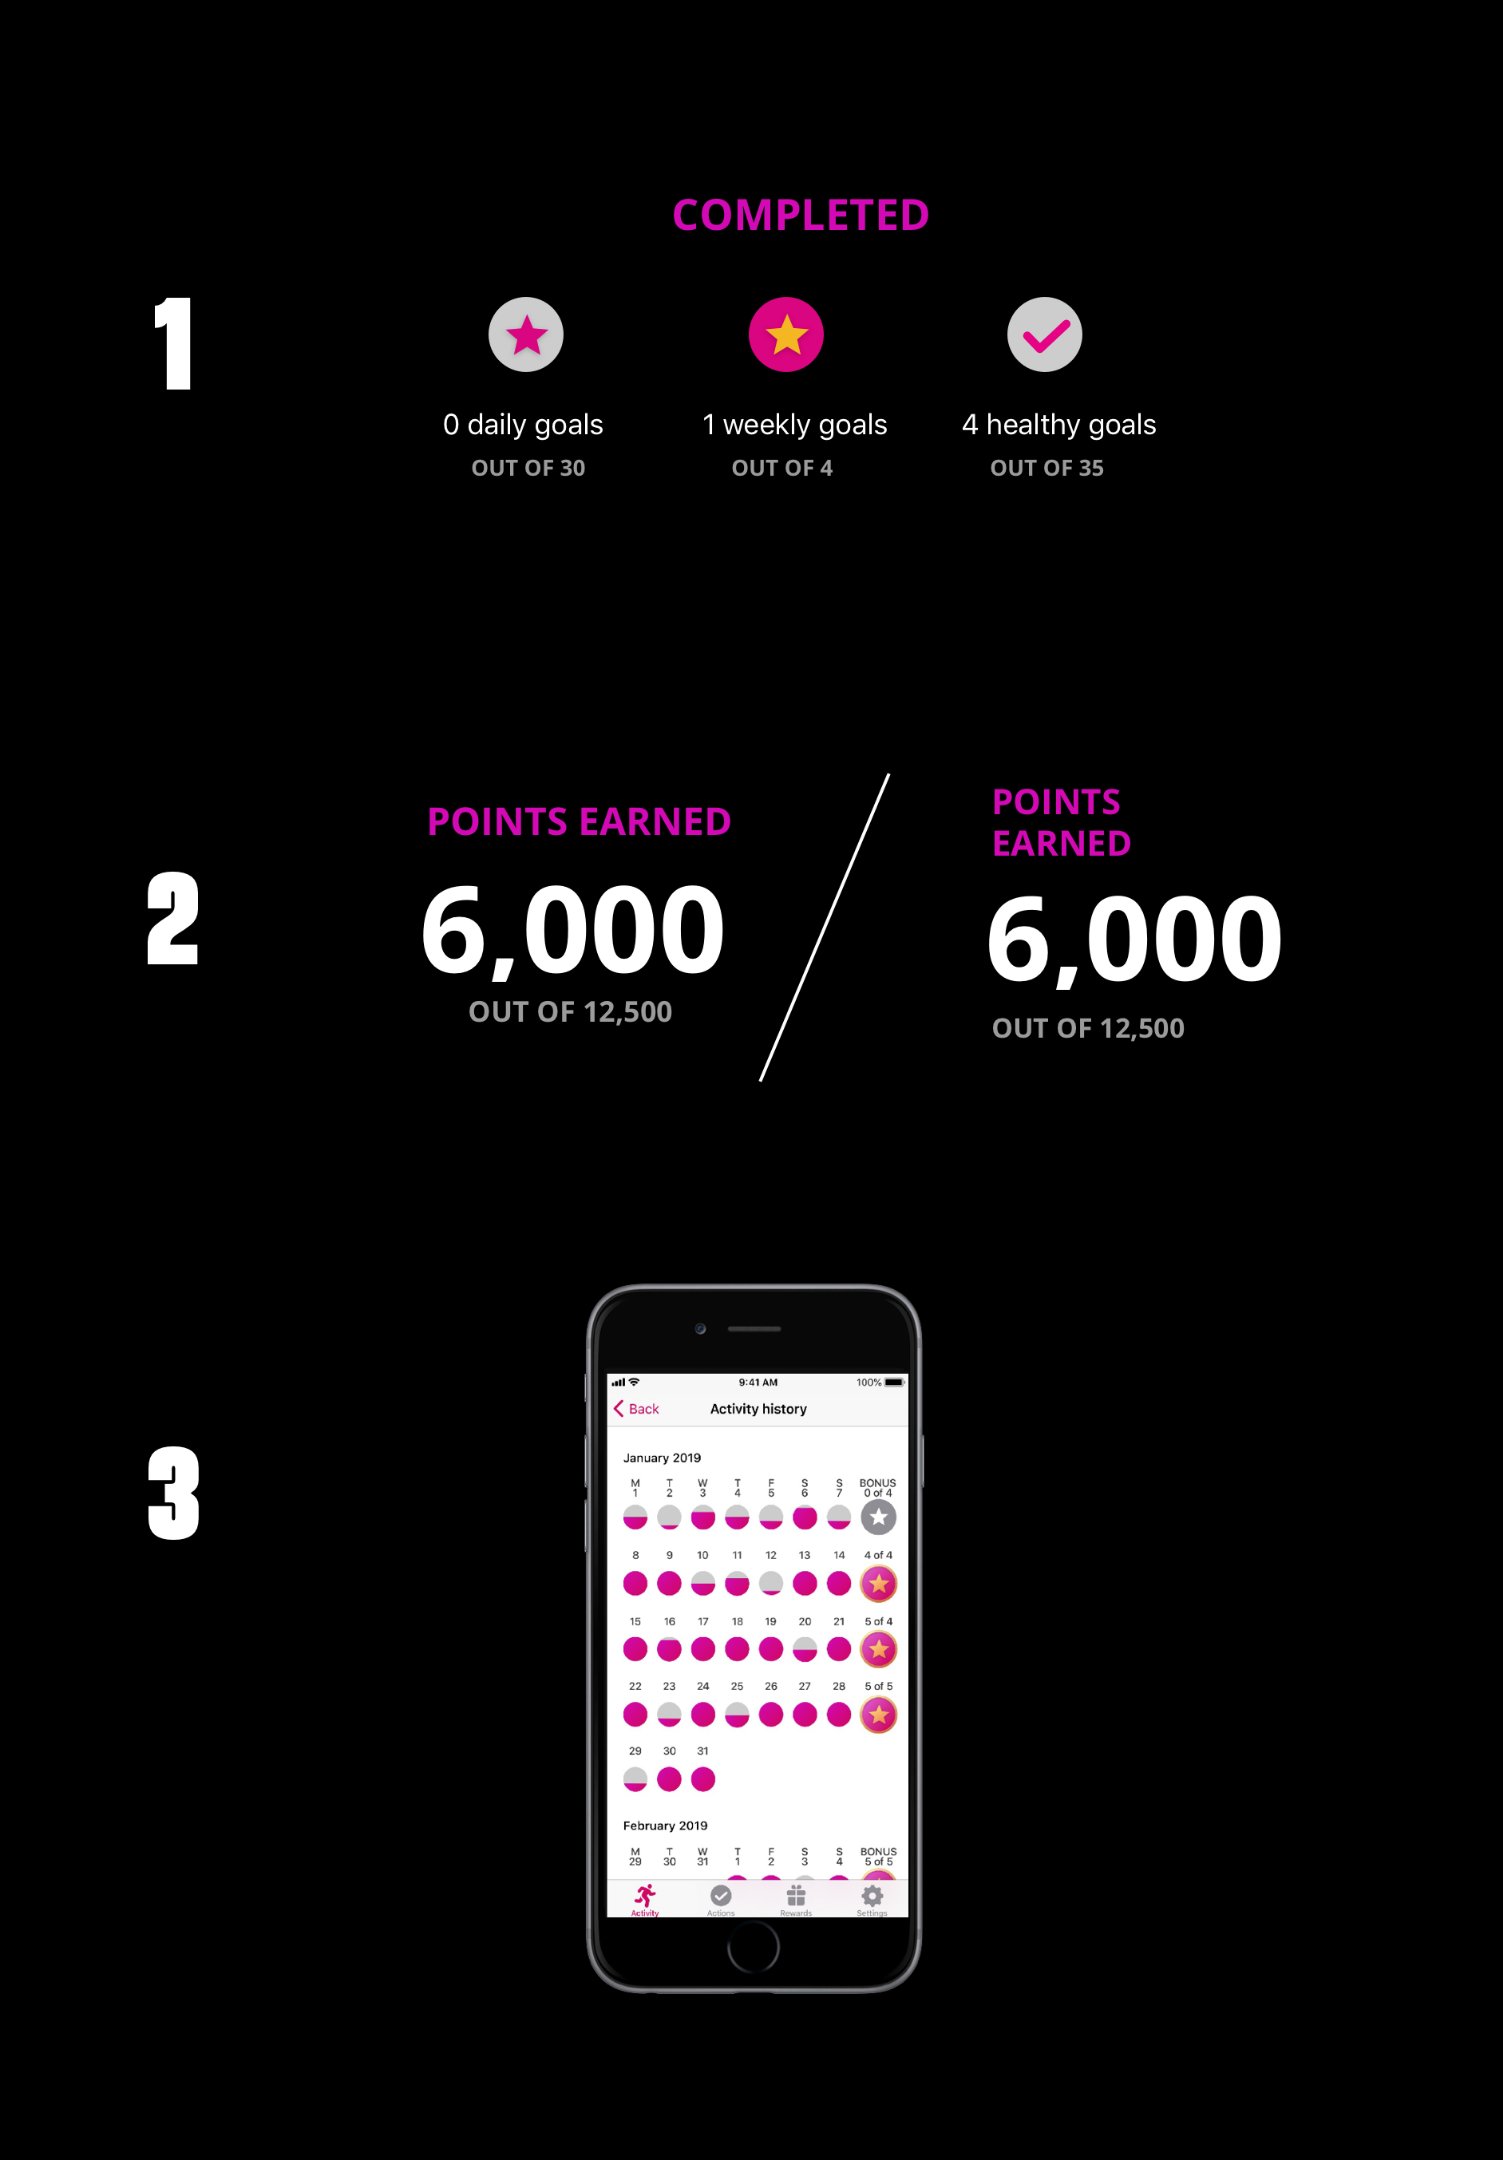 COMPLETED
1
0 daily goals
OUT OF 30
1 weekly goals
OUT OF 4
4 healthy goals
OUT OF 35
2
POINTS EARNED
6,000
OUT OF 12,500
POINTS
EARNED
6,000
OUT OF 12,500
3
9:41 AM
100%
Back
Activity history
January 2019
M T W T F S S BONUS
1 2 3 4 5 6 7 0 of 4
8 9 10 11 12 13 14 4 of 4
15 16 17 18 19 20 21 5 of 4
22 23 24 25 26 27 28 5 of 5
29 30 31
February 2019
M T W T F S S BONUS
29 30 31 1 2 3 4 5 of 5
Activity Actions Rewards Settings